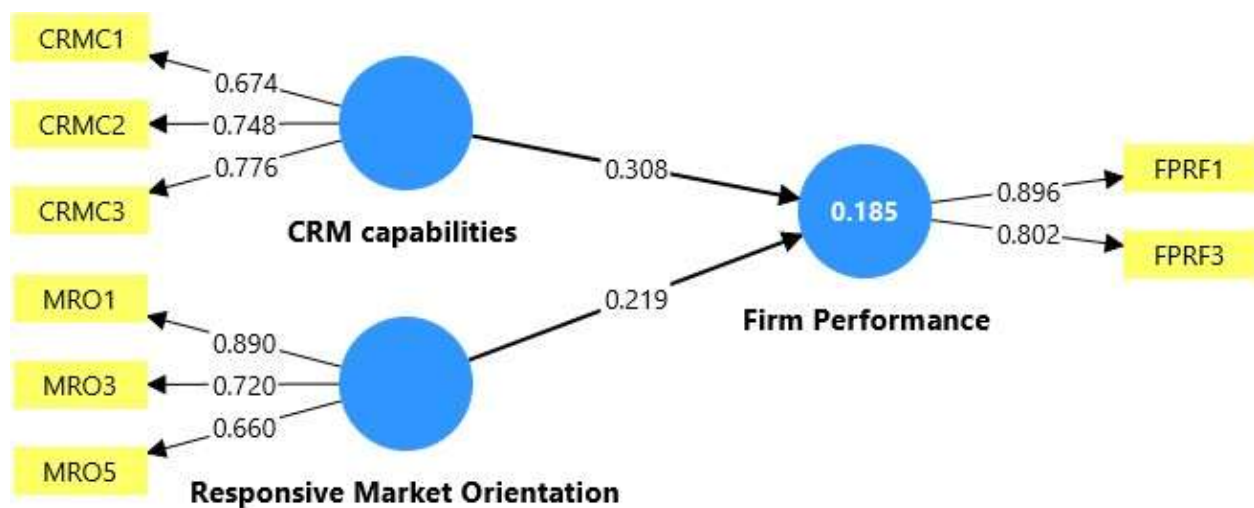 CRMC1
0.674
CRMC2
0.748
0.776
CRMC3
CRM capabilities
0.308
0.185
0.896
FPRF1
0.802
FPRF3
Firm Performance
0.219
MRO1
0.890
MRO3
0.720
0.660
MRO5
Responsive Market Orientation